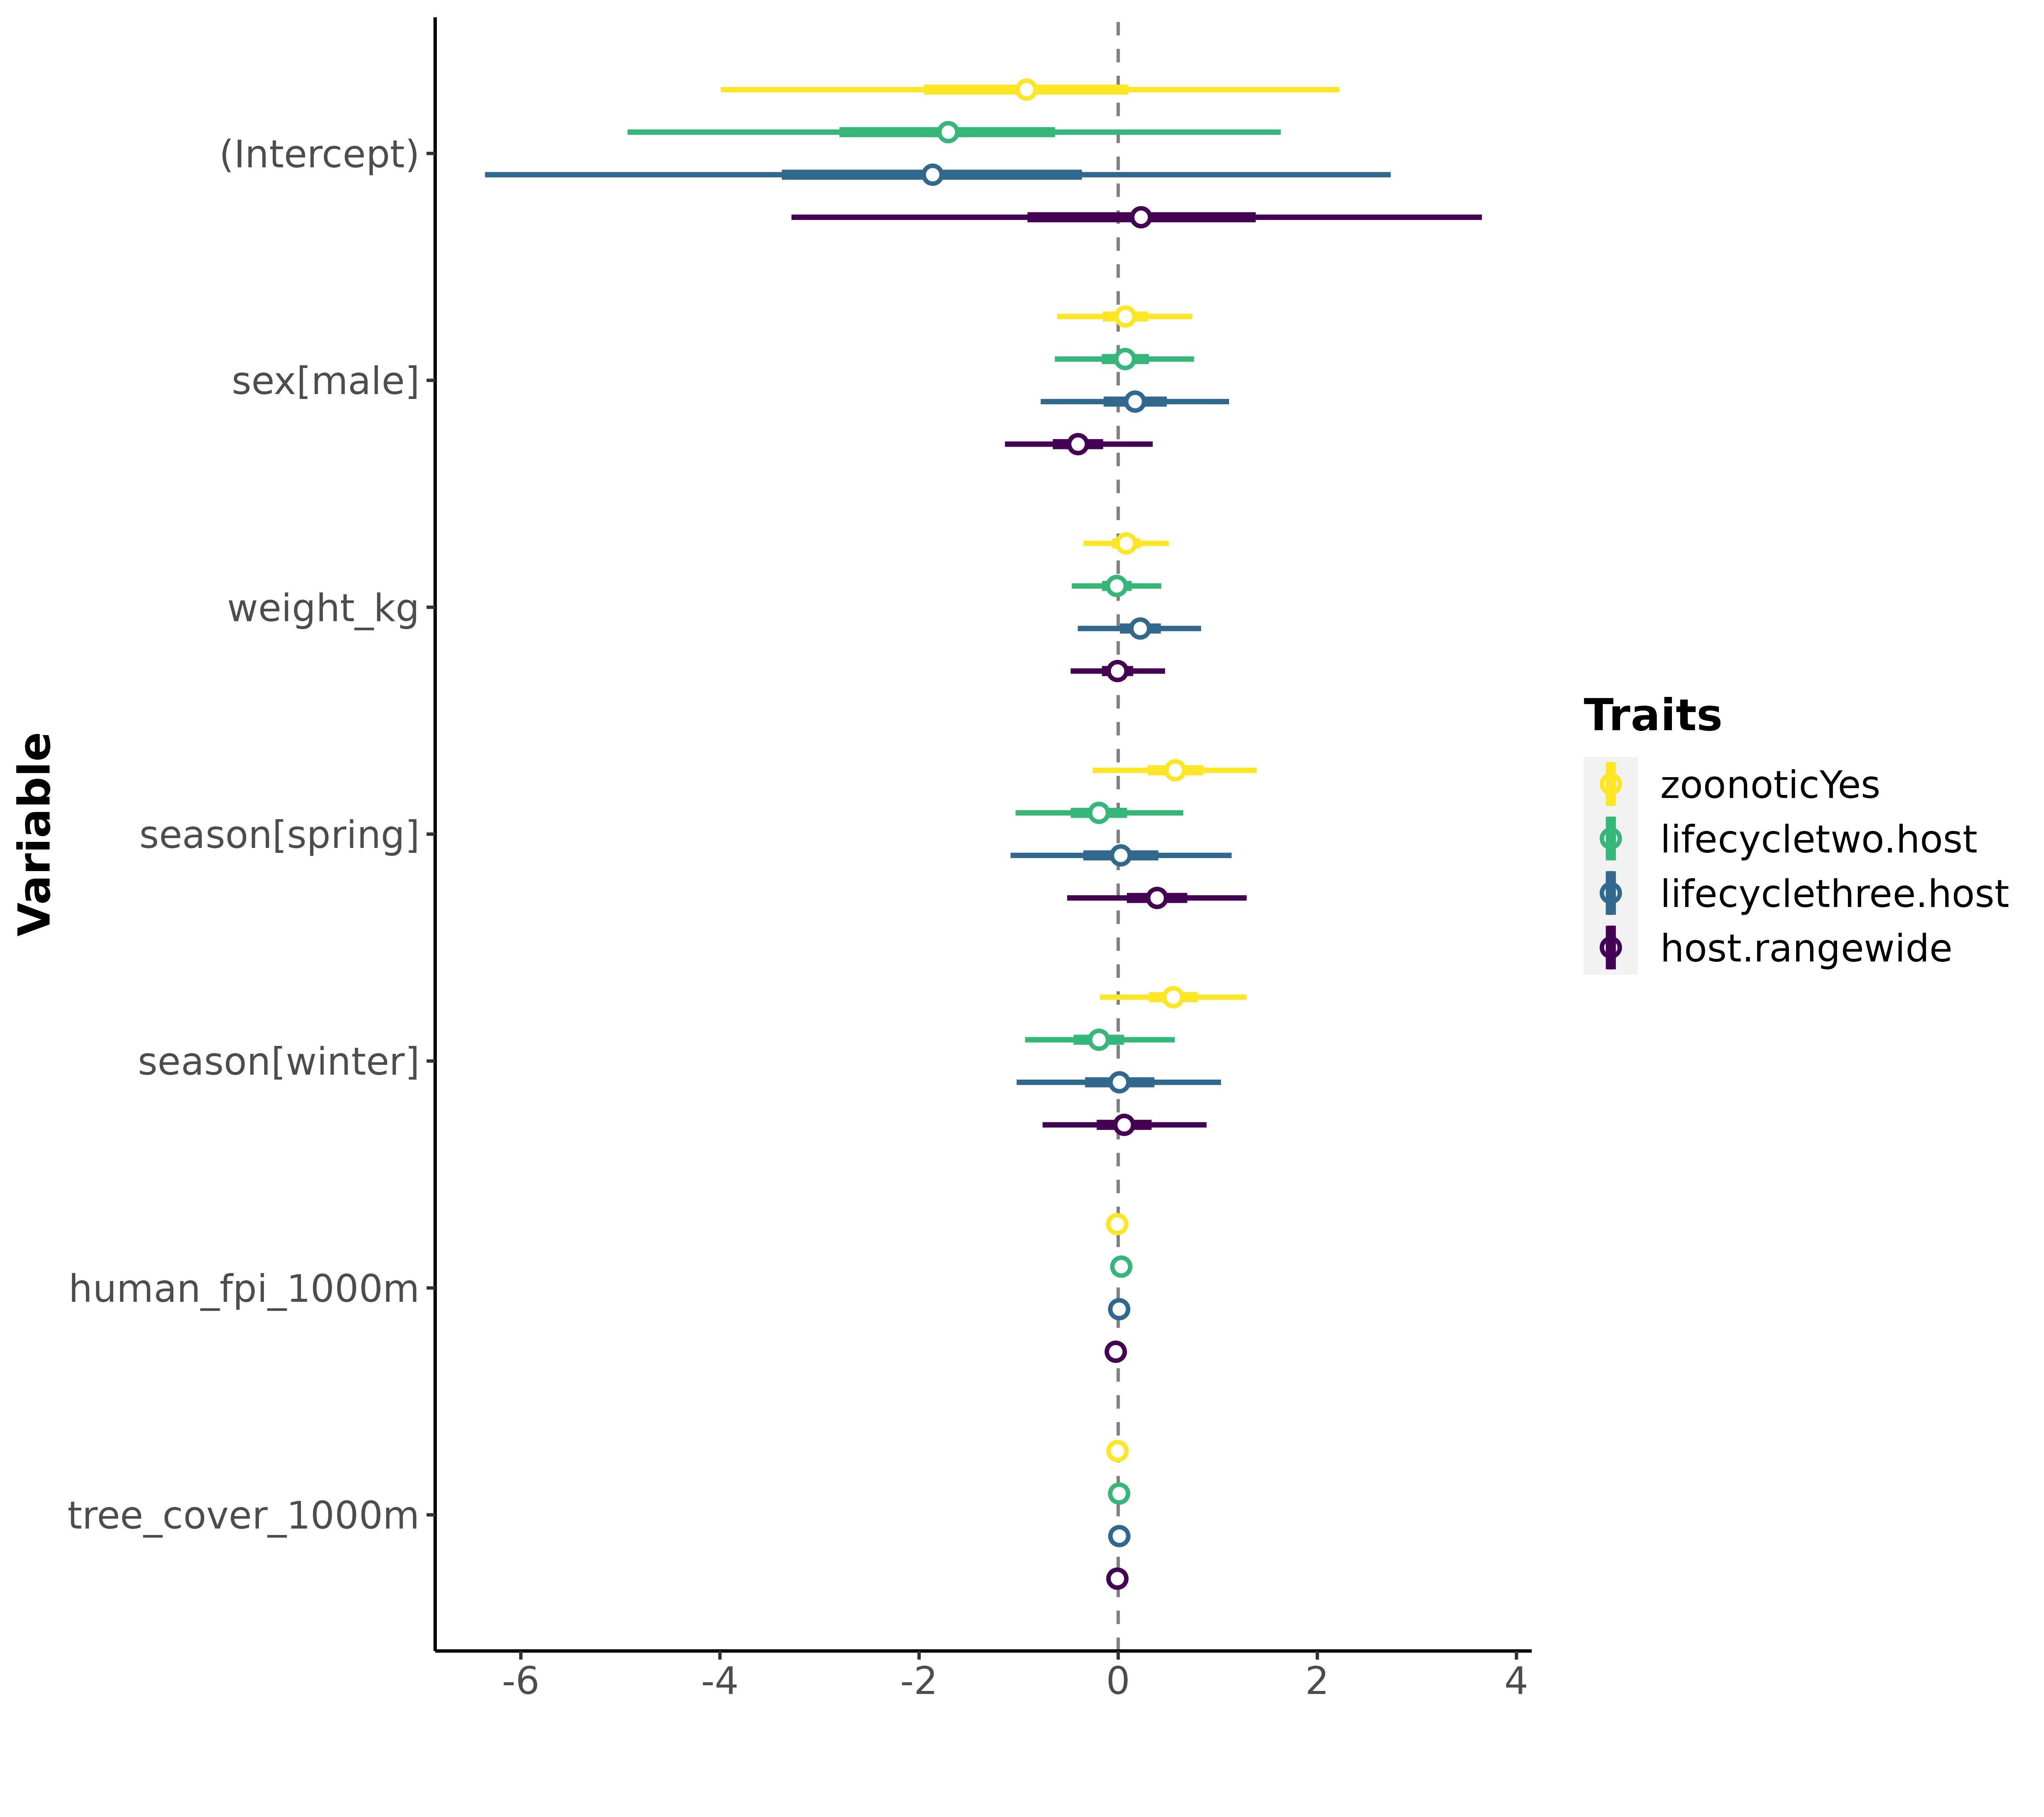 (Intercept)
sex[male]
weight_kg
season[spring]
season[winter]
human_fpi_1000m
tree_cover_1000m
Variable
-6 -4 -2 0 2 4
Traits
zoonoticYes
lifecycletwo.host
lifecyclethree.host
host.rangewide